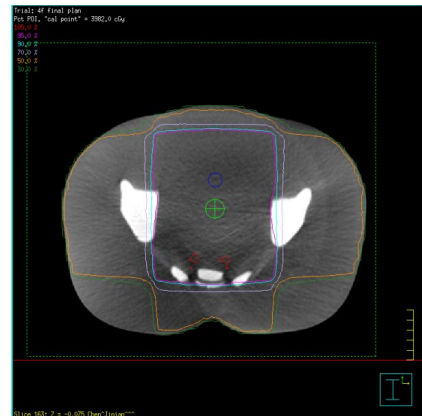 Trial: 4f final plan
Pct POI, "cal point" = 3982.0 cGy
105.0 %
95.0 %
90.0 %
70.0 %
50.0 %
30.0 %
Slice 163: Z = -0.075